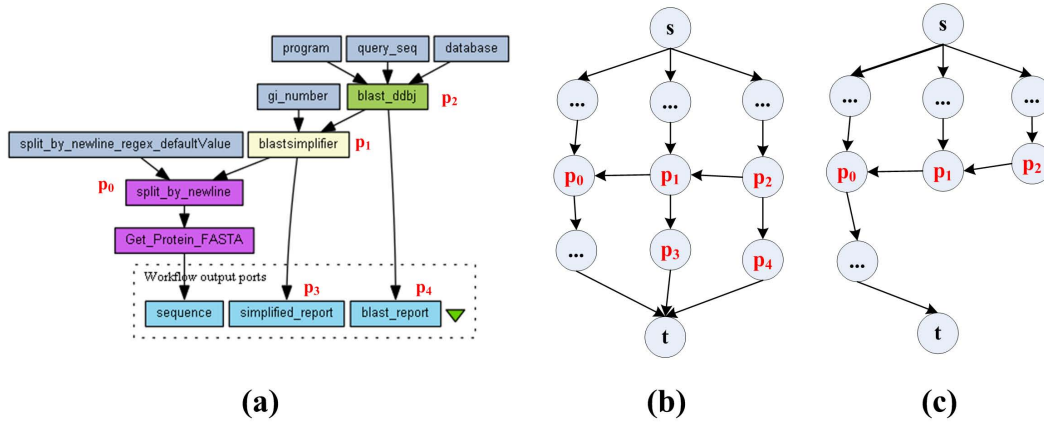 program query_seq database
gi_number blast_ddbj p2
split_by_newline_regex_defaultValue blastsimplifier p1
p0 split_by_newline
Get_Protein_FASTA
Workflow output ports
p3 p4
sequence simplified_report blast_report
(a)
s
... ... ...
p0 p1 p2
... p3 p4
t
(b)
s
... ... ...
p0 p1 p2
...
t
(c)